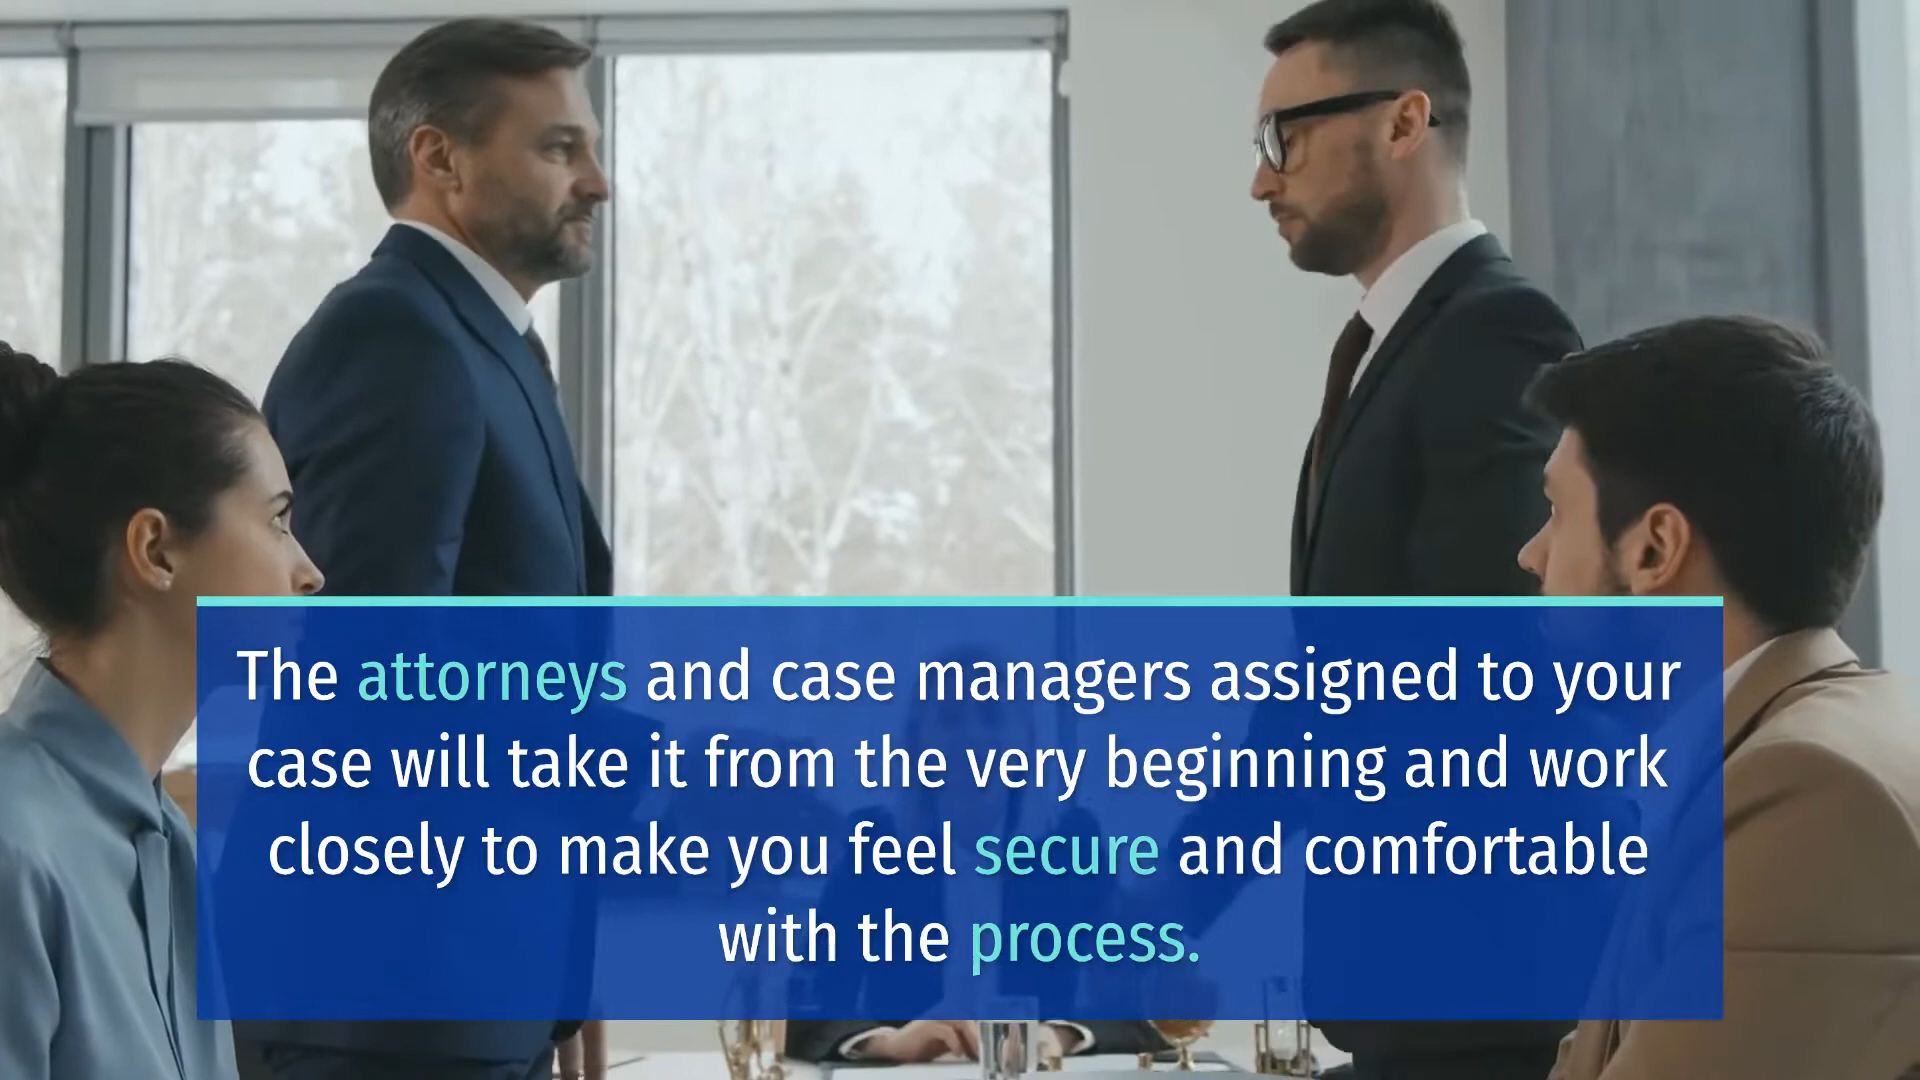 The attorneys and case managers assigned to your
case will take it from the very beginning and work
closely to make you feel secure and comfortable
with the process.